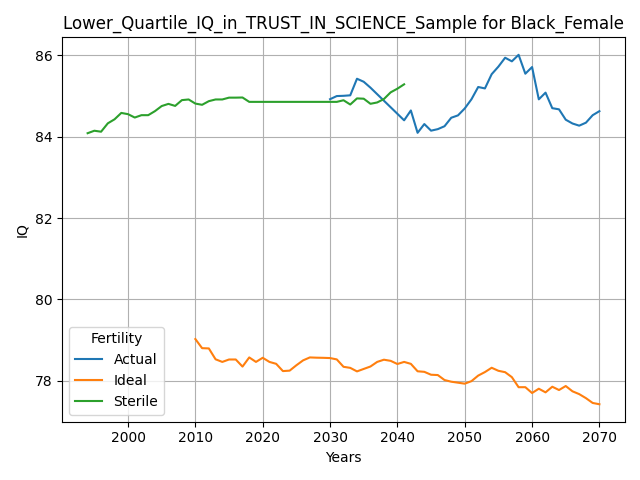 Lower_Quartile_IQ_in_TRUST_IN_SCIENCE_Sample for Black_Female
IQ
86
84
82
80
78
Fertility
Actual
Ideal
Sterile
2000
2010
2020
2030
2040
2050
2060
2070
Years